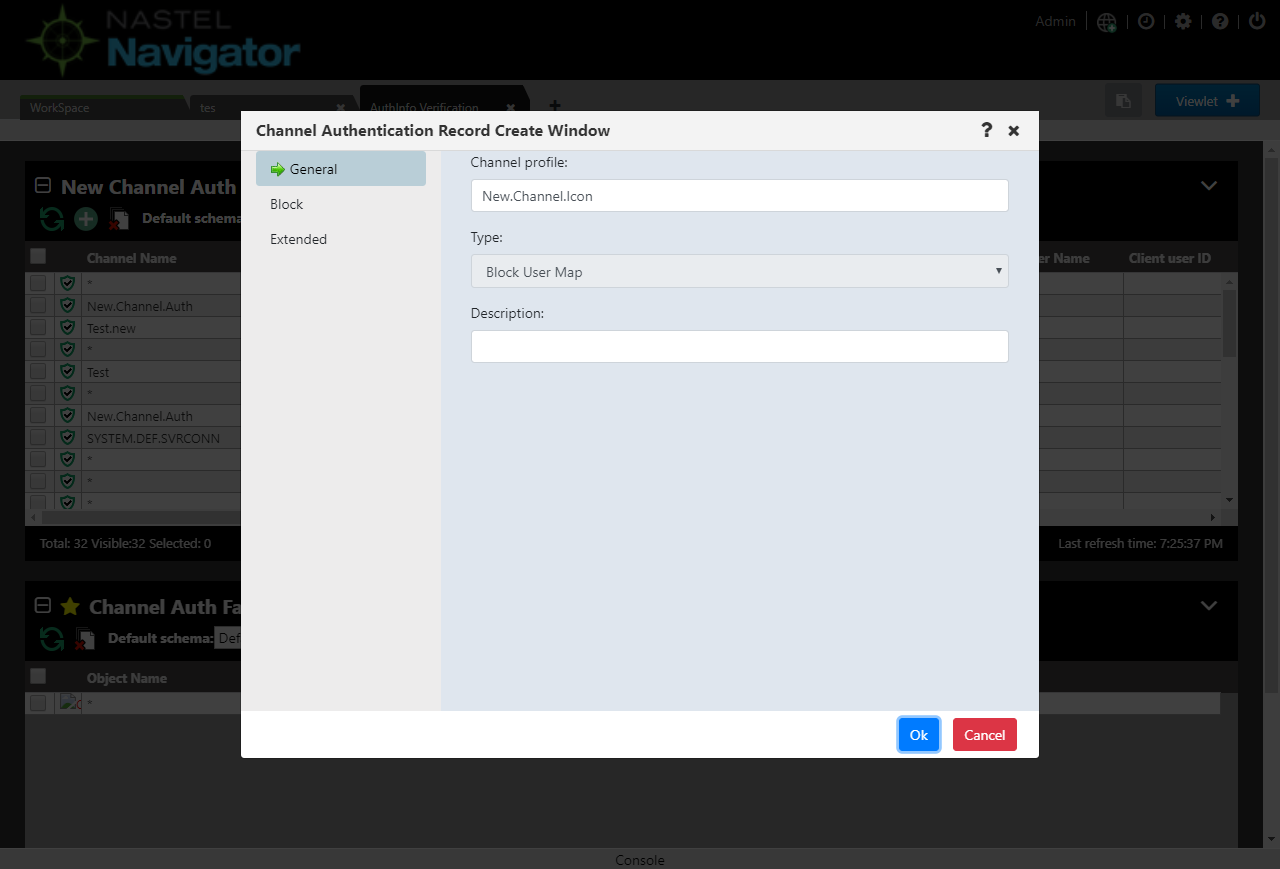 NASTEL
Navigator
Admin
WorkSpace
tes
AuthInfo Verification
Viewlet
Channel Authentication Record Create Window
General
Block
Extended
Channel profile:
New.Channel.Icon
Type:
Block User Map
Description:
Ok
Cancel
New Channel Auth
Default schema
Channel Name
er Name
Client user ID
*
New.Channel.Auth
Test.new
*
Test
*
New.Channel.Auth
SYSTEM.DEF.SVRCONN
*
*
*
Total: 32 Visible:32 Selected: 0
Last refresh time: 7:25:37 PM
Channel Auth Fa
Default schema: Def
Object Name
*
Console